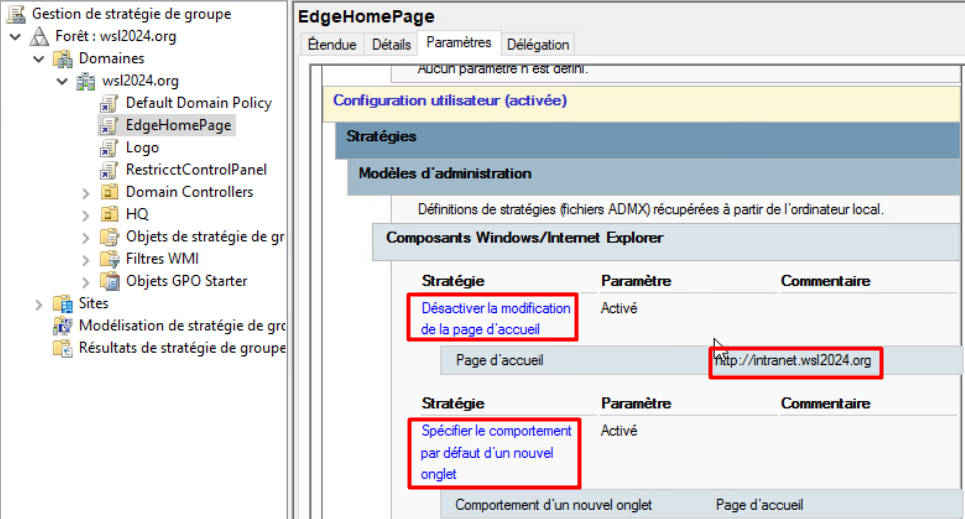 Gestion de stratégie de groupe
Forêt : wsl2024.org
Domaines
wsl2024.org
Default Domain Policy
EdgeHomePage
Logo
RestricctControlPanel
Domain Controllers
HQ
Objets de stratégie de gr
Filtres WMI
Objets GPO Starter
Sites
Modélisation de stratégie de grc
Résultats de stratégie de groupe
EdgeHomePage
Étendue Détails Paramètres Délégation
Aucun paramètre n'est défini.
Configuration utilisateur (activée)
Stratégies
Modèles d'administration
Définitions de stratégies (fichiers ADMX) récupérées à partir de l'ordinateur local.
Composants Windows/Internet Explorer
Stratégie Paramètre Commentaire
Désactiver la modification Activé
de la page d'accueil
Page d'accueil http://intranet.wsl2024.org
Stratégie Paramètre Commentaire
Spécifier le comportement Activé
par défaut d'un nouvel
onglet
Comportement d'un nouvel onglet Page d'accueil